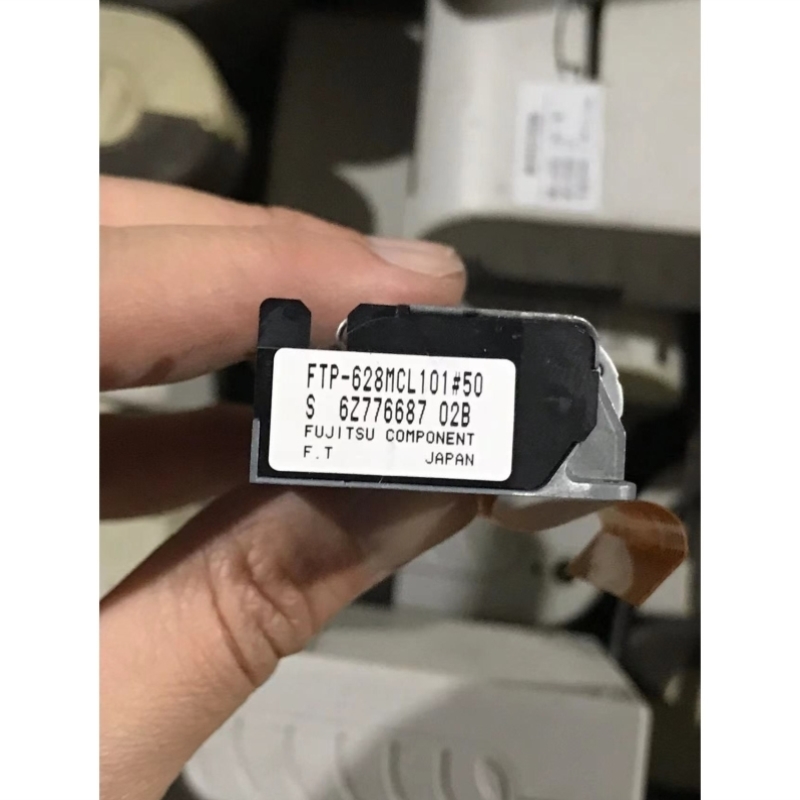 FTP-628MCL101#50
S 6Z776687 02B
FUJITSU COMPONENT
F.T JAPAN